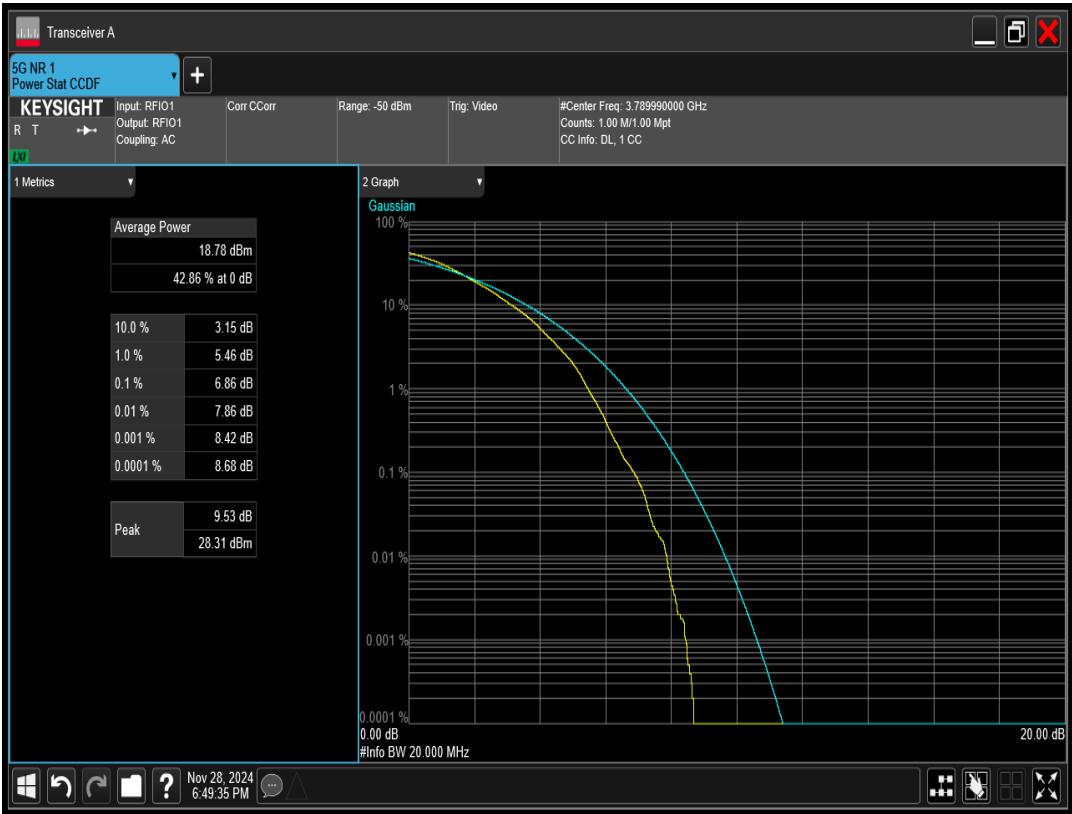 Transceiver A
5G NR 1
Power Stat CCDF
KEYSIGHT
R T
LXI
Input: RFIO1
Output: RFIO1
Coupling: AC
Corr CCorr
Range: -50 dBm
Trig: Video
#Center Freq: 3.789990000 GHz
Counts: 1.00 M/1.00 Mpt
CC Info: DL, 1 CC
1 Metrics
Average Power
18.78 dBm
42.86 % at 0 dB
10.0 % 3.15 dB
1.0 % 5.46 dB
0.1 % 6.86 dB
0.01 % 7.86 dB
0.001 % 8.42 dB
0.0001 % 8.68 dB
Peak 9.53 dB
28.31 dBm
2 Graph
Gaussian
100 %
10 %
1 %
0.1 %
0.01 %
0.001 %
0.0001 %
0.00 dB 20.00 dB
#Info BW 20.000 MHz
?
Nov 28, 2024
6:49:35 PM